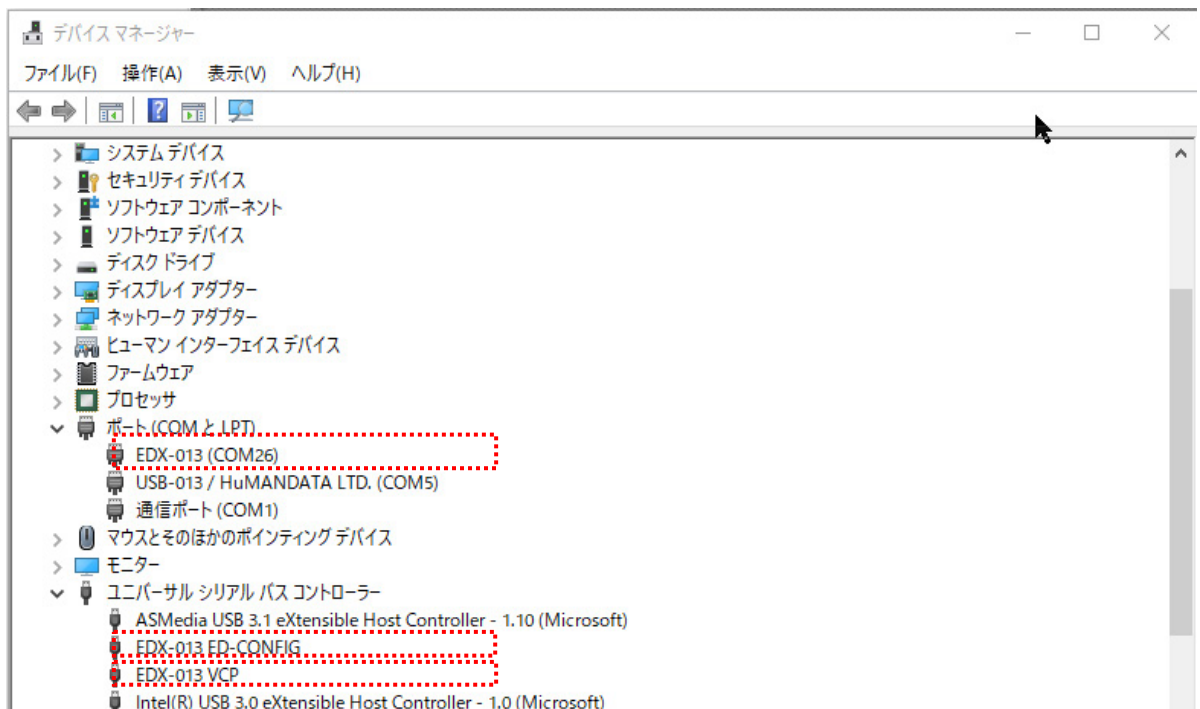 デバイス マネージャー
ファイル(F) 操作(A) 表示(V) ヘルプ(H)
システム デバイス
セキュリティ デバイス
ソフトウェア コンポーネント
ソフトウェア デバイス
ディスク ドライブ
ディスプレイ アダプター
ネットワーク アダプター
ヒューマン インターフェイス デバイス
ファームウェア
プロセッサ
ポート (COM と LPT)
EDX-013 (COM26)
USB-013 / HuMANDATA LTD. (COM5)
通信ポート (COM1)
マウスとそのほかのポインティング デバイス
モニター
ユニバーサル シリアル バス コントローラー
ASMedia USB 3.1 eXtensible Host Controller - 1.10 (Microsoft)
EDX-013 ED-CONFIG
EDX-013 VCP
Intel(R) USB 3.0 eXtensible Host Controller - 1.0 (Microsoft)